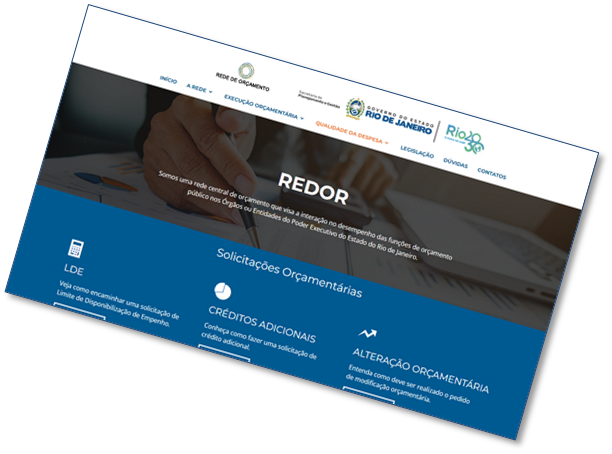 REDE DE ORÇAMENTO
Secretaria de
Planejamento e Gestão
GOVERNO DO ESTADO
RIO DE JANEIRO
Rio20
30
INÍCIO
A REDE
EXECUÇÃO ORÇAMENTÁRIA
QUALIDADE DA DESPESA
LEGISLAÇÃO
DÚVIDAS
CONTATOS
REDOR
Somos uma rede central de orçamento que visa a interação no desempenho das funções de orçamento
público nos Órgãos ou Entidades do Poder Executivo do Estado do Rio de Janeiro.
Solicitações Orçamentárias
LDE
Veja como encaminhar uma solicitação de
Limite de Disponibilização de Empenho.
CRÉDITOS ADICIONAIS
Conheça como fazer uma solicitação de
crédito adicional.
ALTERAÇÃO ORÇAMENTÁRIA
Entenda como deve ser realizado o pedido
de modificação orçamentária.